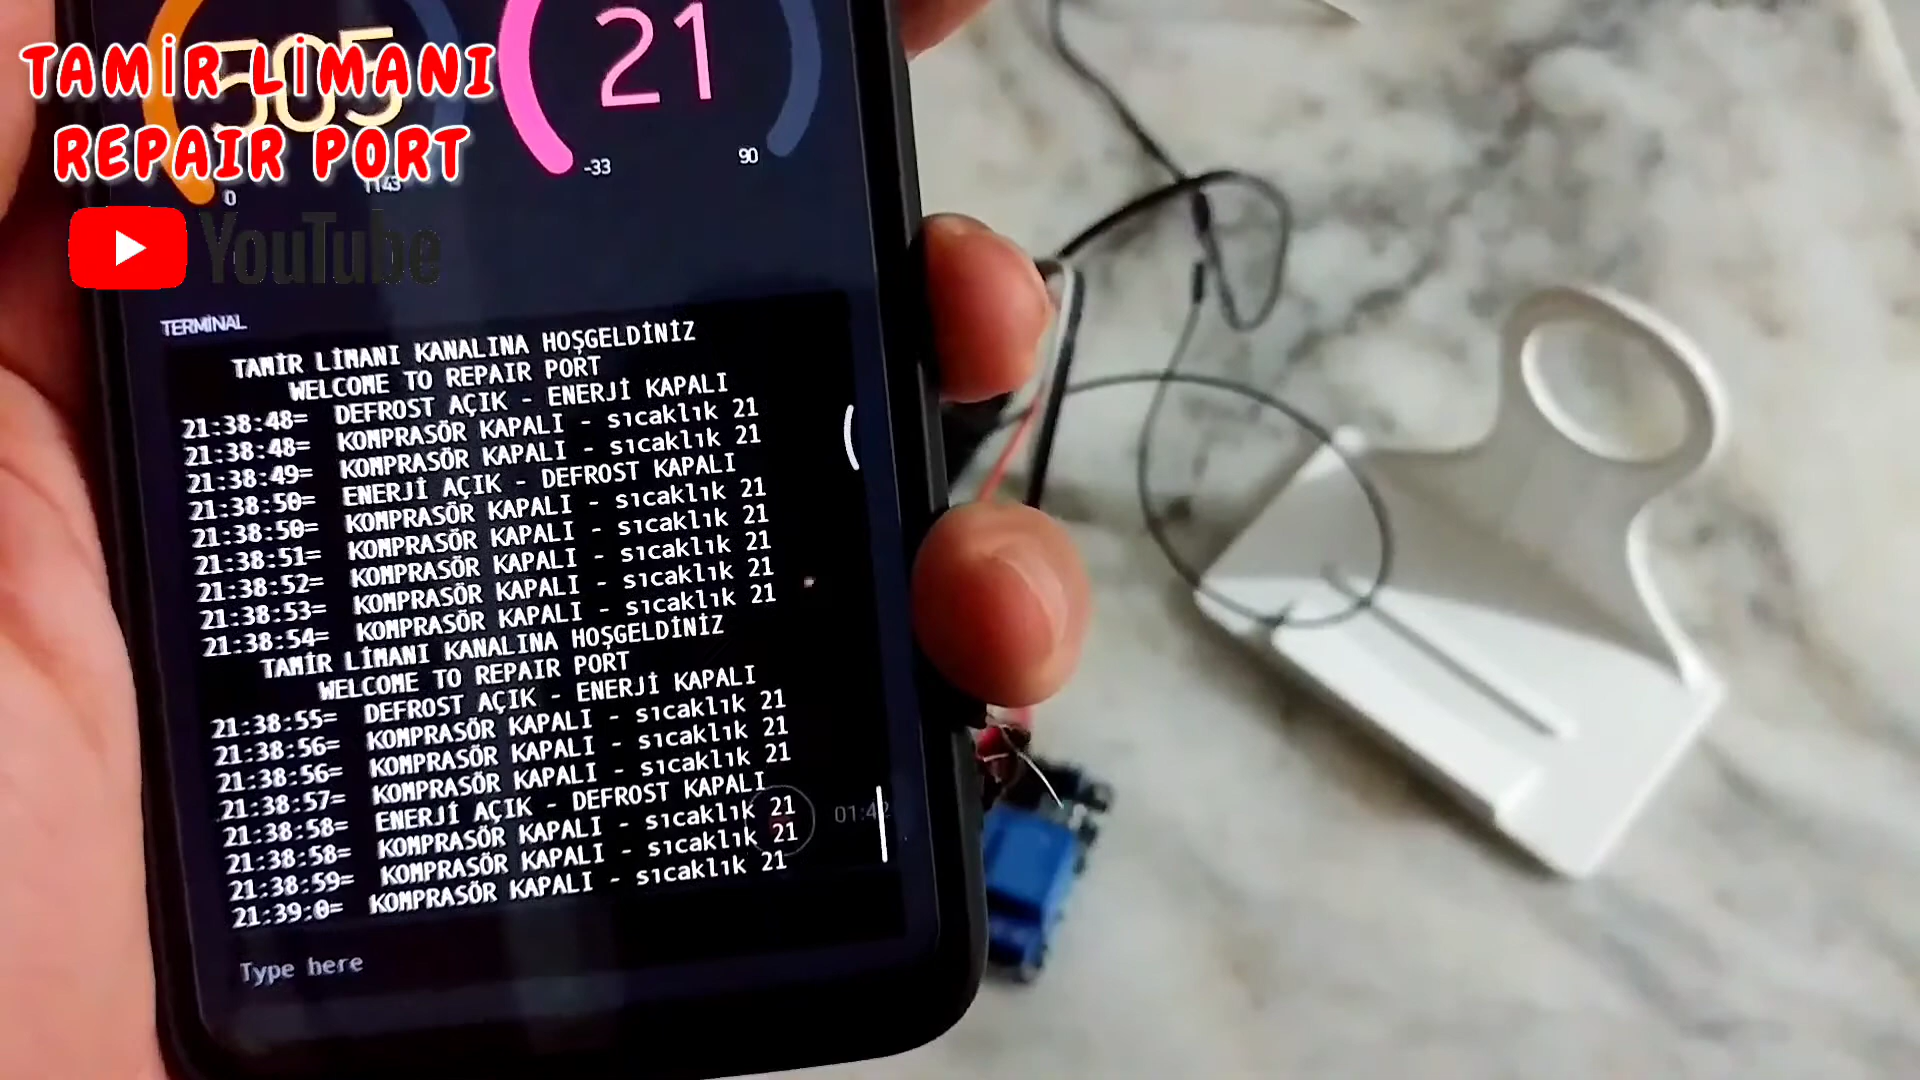 TAMİR LİMANI
REPAIR PORT
YouTube
505
21
0
1143
-33
90
TERMİNAL
TAMİR LİMANI KANALINA HOŞGELDİNİZ
WELCOME TO REPAIR PORT
21:38:48= DEFROST AÇIK - ENERJİ KAPALI
21:38:48= KOMPRASÖR KAPALI - sıcaklık 21
21:38:49= KOMPRASÖR KAPALI - sıcaklık 21
21:38:50= ENERJİ AÇIK - DEFROST KAPALI
21:38:50= KOMPRASÖR KAPALI - sıcaklık 21
21:38:51= KOMPRASÖR KAPALI - sıcaklık 21
21:38:52= KOMPRASÖR KAPALI - sıcaklık 21
21:38:53= KOMPRASÖR KAPALI - sıcaklık 21
21:38:54= KOMPRASÖR KAPALI - sıcaklık 21
TAMİR LİMANI KANALINA HOŞGELDİNİZ
WELCOME TO REPAIR PORT
21:38:55= DEFROST AÇIK - ENERJİ KAPALI
21:38:56= KOMPRASÖR KAPALI - sıcaklık 21
21:38:56= KOMPRASÖR KAPALI - sıcaklık 21
21:38:57= KOMPRASÖR KAPALI - sıcaklık 21
21:38:58= ENERJİ AÇIK - DEFROST KAPALI
21:38:58= KOMPRASÖR KAPALI - sıcaklık 21
21:38:59= KOMPRASÖR KAPALI - sıcaklık 21
21:39:0= KOMPRASÖR KAPALI - sıcaklık 21
01:42
Type here